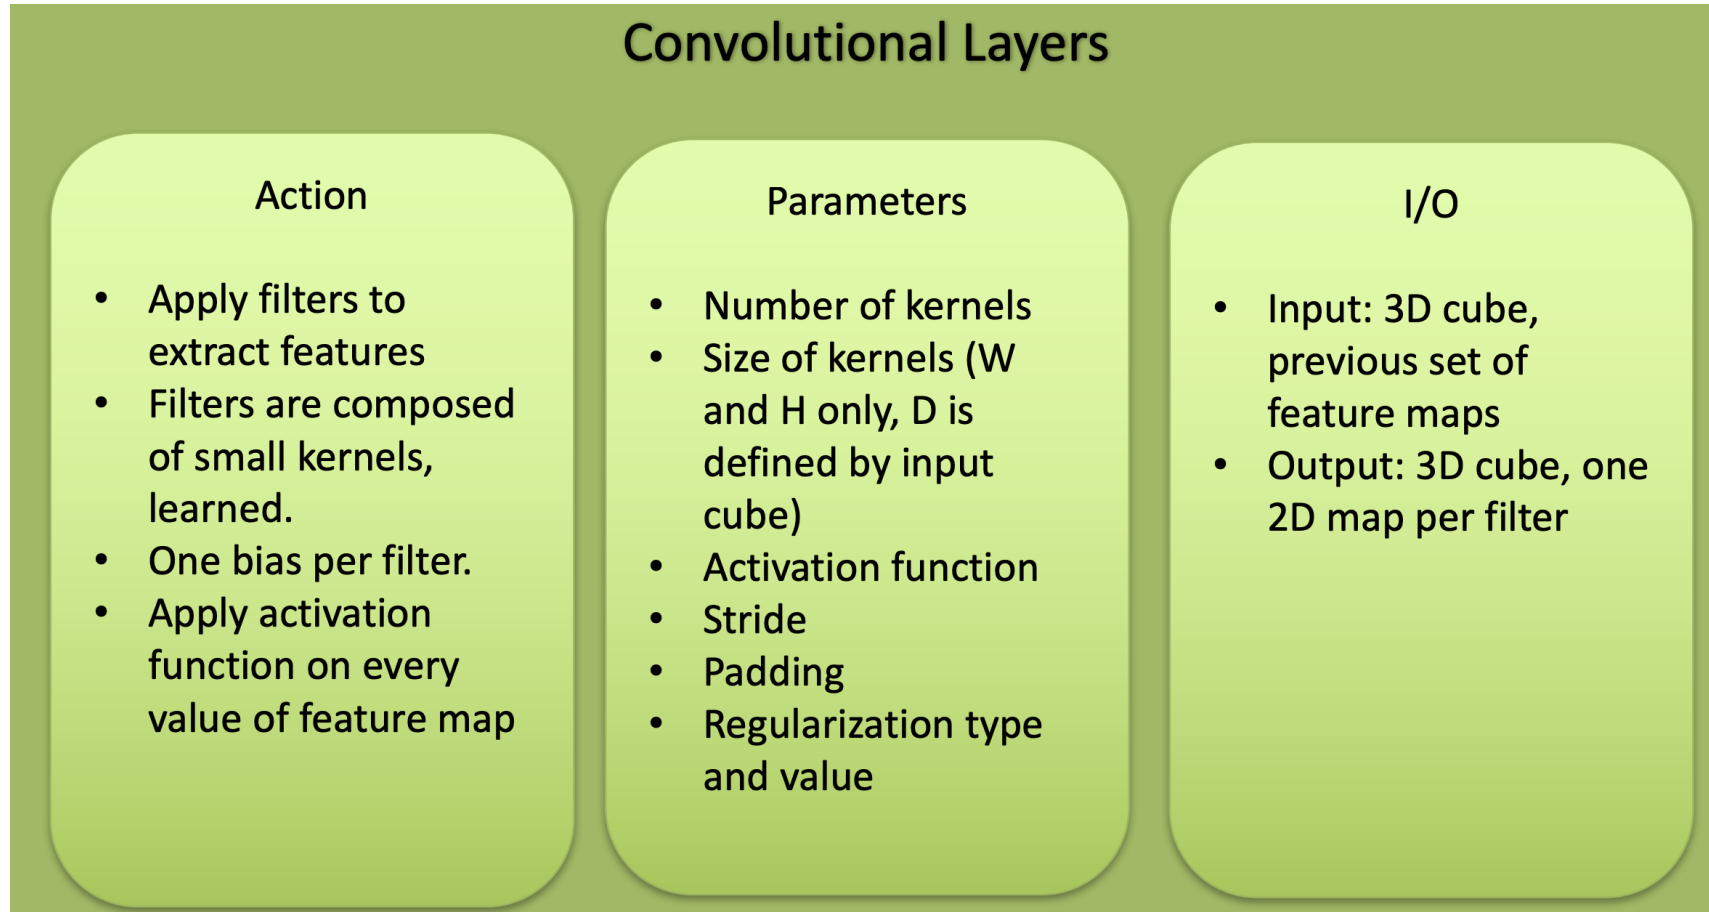 Convolutional Layers
Action
• Apply filters to
extract features
• Filters are composed
of small kernels,
learned.
• One bias per filter.
• Apply activation
function on every
value of feature map
Parameters
• Number of kernels
• Size of kernels (W
and H only, D is
defined by input
cube)
• Activation function
• Stride
• Padding
• Regularization type
and value
I/O
• Input: 3D cube,
previous set of
feature maps
• Output: 3D cube, one
2D map per filter